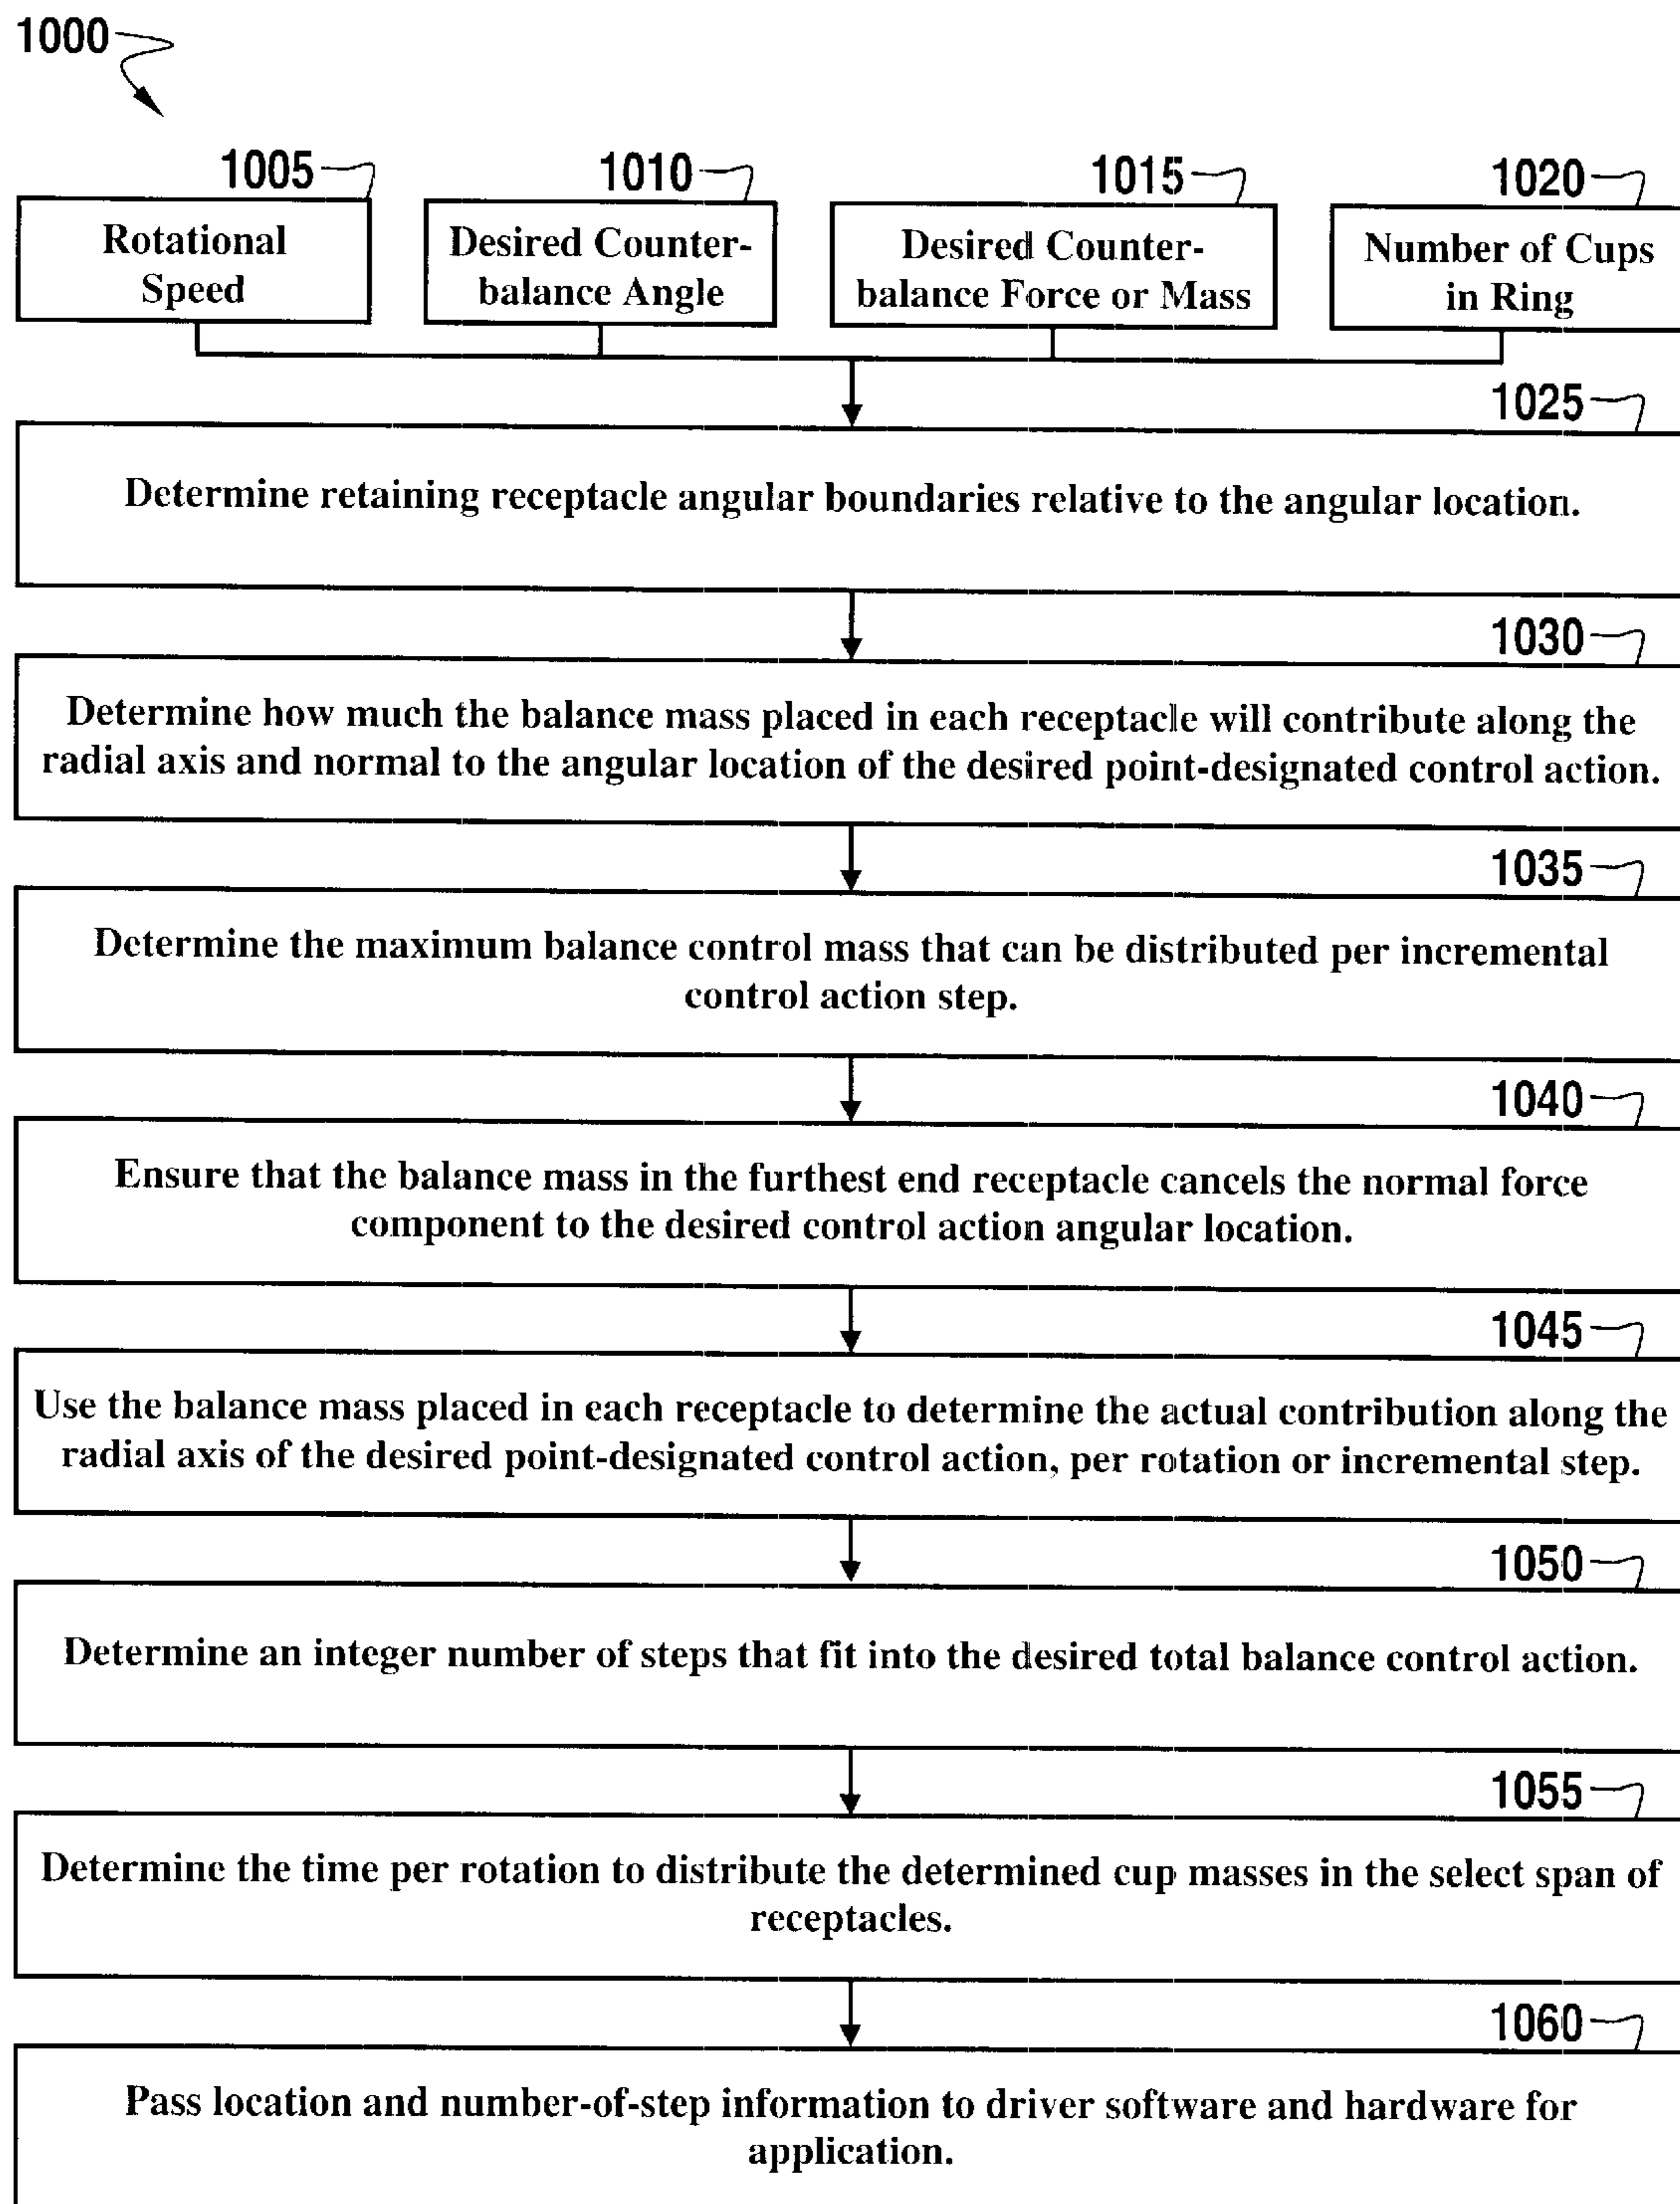 1000
1005
1010
1015
1020
Rotational
Speed
Desired Counter-
balance Angle
Desired Counter-
balance Force or Mass
Number of Cups
in Ring
1025
Determine retaining receptacle angular boundaries relative to the angular location.
1030
Determine how much the balance mass placed in each receptacle will contribute along the
radial axis and normal to the angular location of the desired point-designated control action.
1035
Determine the maximum balance control mass that can be distributed per incremental
control action step.
1040
Ensure that the balance mass in the furthest end receptacle cancels the normal force
component to the desired control action angular location.
1045
Use the balance mass placed in each receptacle to determine the actual contribution along the
radial axis of the desired point-designated control action, per rotation or incremental step.
1050
Determine an integer number of steps that fit into the desired total balance control action.
1055
Determine the time per rotation to distribute the determined cup masses in the select span of
receptacles.
1060
Pass location and number-of-step information to driver software and hardware for
application.